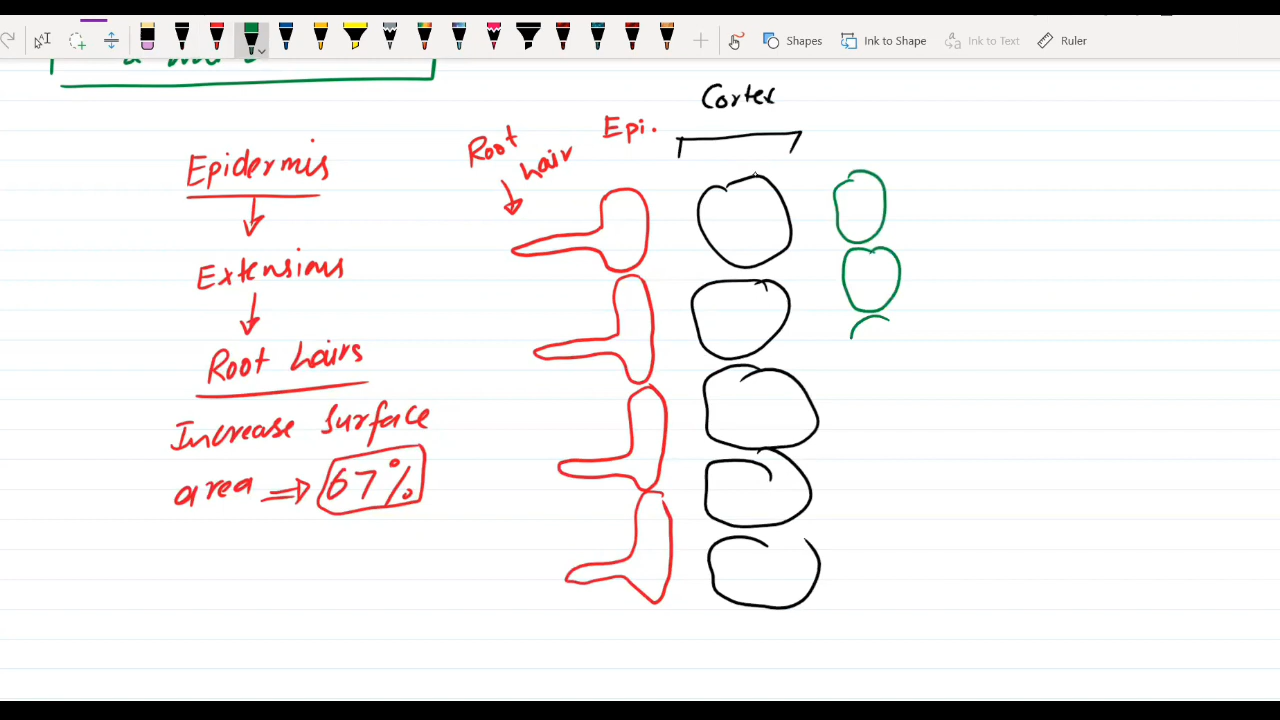 Shapes
Ink to Shape
Ink to Text
Ruler
Cortex
Epi.
Root
hair
Epidermis
Extensions
Root hairs
Increase surface
area ⇒ 67%